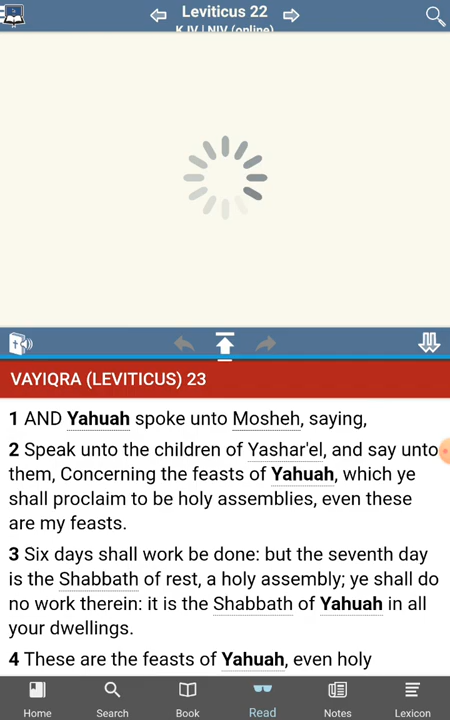 Leviticus 22
KJV | NIV (online)
VAYIQRA (LEVITICUS) 23
1 AND Yahuah spoke unto Mosheh, saying,
2 Speak unto the children of Yashar'el, and say unto
them, Concerning the feasts of Yahuah, which ye
shall proclaim to be holy assemblies, even these
are my feasts.
3 Six days shall work be done: but the seventh day
is the Shabbath of rest, a holy assembly; ye shall do
no work therein: it is the Shabbath of Yahuah in all
your dwellings.
4 These are the feasts of Yahuah, even holy
Home Search Book Read Notes Lexicon